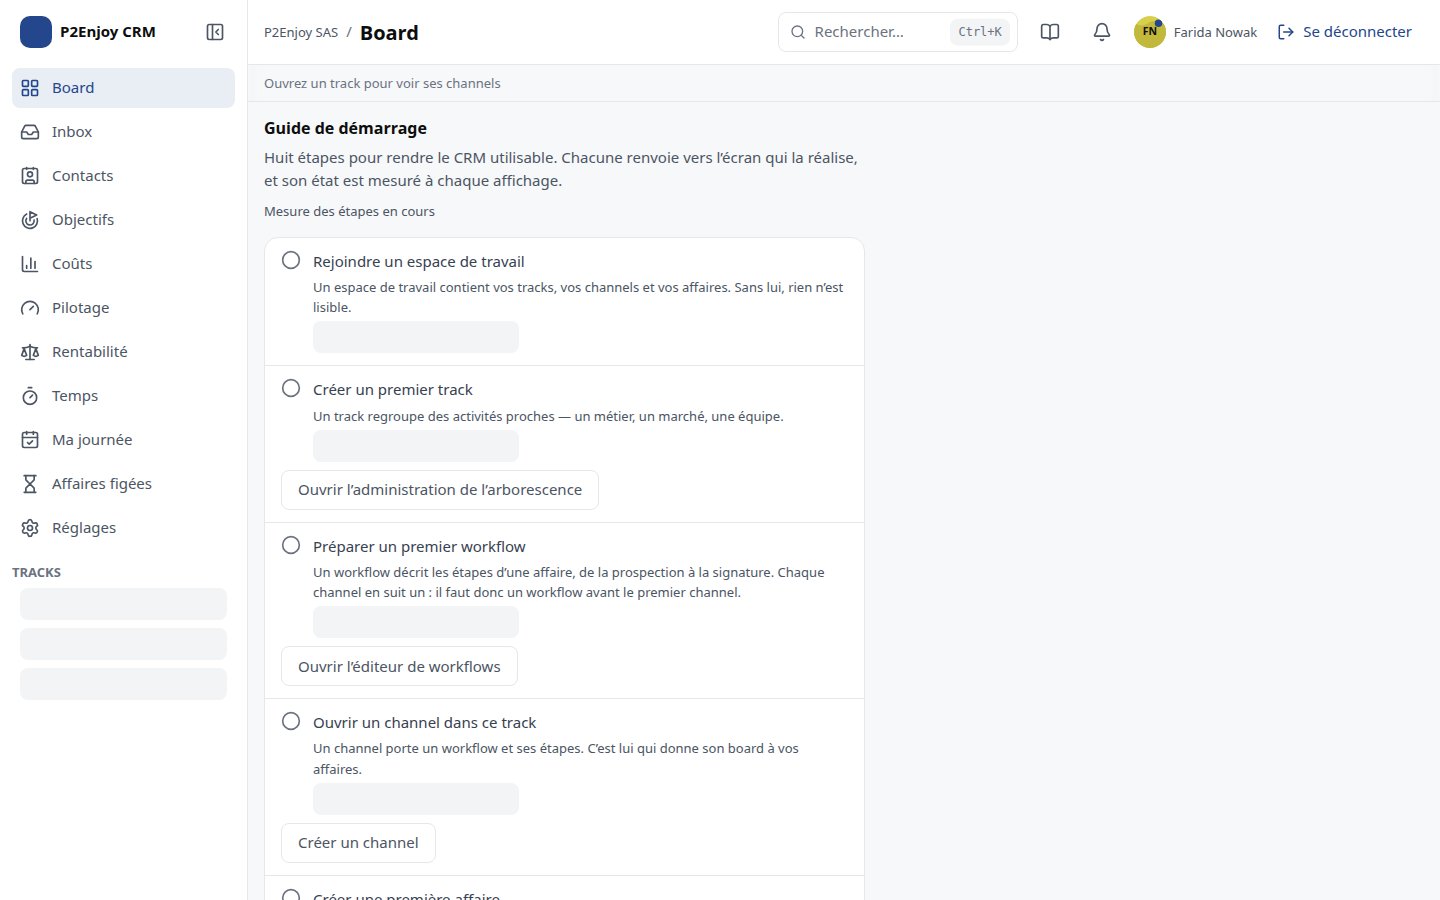 P2Enjoy CRM
Board
Inbox
Contacts
Objectifs
Coûts
Pilotage
Rentabilité
Temps
Ma journée
Affaires figées
Réglages
TRACKS
P2Enjoy SAS / Board
Rechercher...
Ctrl+K
FN
Farida Nowak
Se déconnecter
Ouvrez un track pour voir ses channels
Guide de démarrage
Huit étapes pour rendre le CRM utilisable. Chacune renvoie vers l’écran qui la réalise,
et son état est mesuré à chaque affichage.
Mesure des étapes en cours
Rejoindre un espace de travail
Un espace de travail contient vos tracks, vos channels et vos affaires. Sans lui, rien n’est
lisible.
Créer un premier track
Un track regroupe des activités proches — un métier, un marché, une équipe.
Ouvrir l’administration de l’arborescence
Préparer un premier workflow
Un workflow décrit les étapes d’une affaire, de la prospection à la signature. Chaque
channel en suit un : il faut donc un workflow avant le premier channel.
Ouvrir l’éditeur de workflows
Ouvrir un channel dans ce track
Un channel porte un workflow et ses étapes. C’est lui qui donne son board à vos
affaires.
Créer un channel
Créer une première affaire